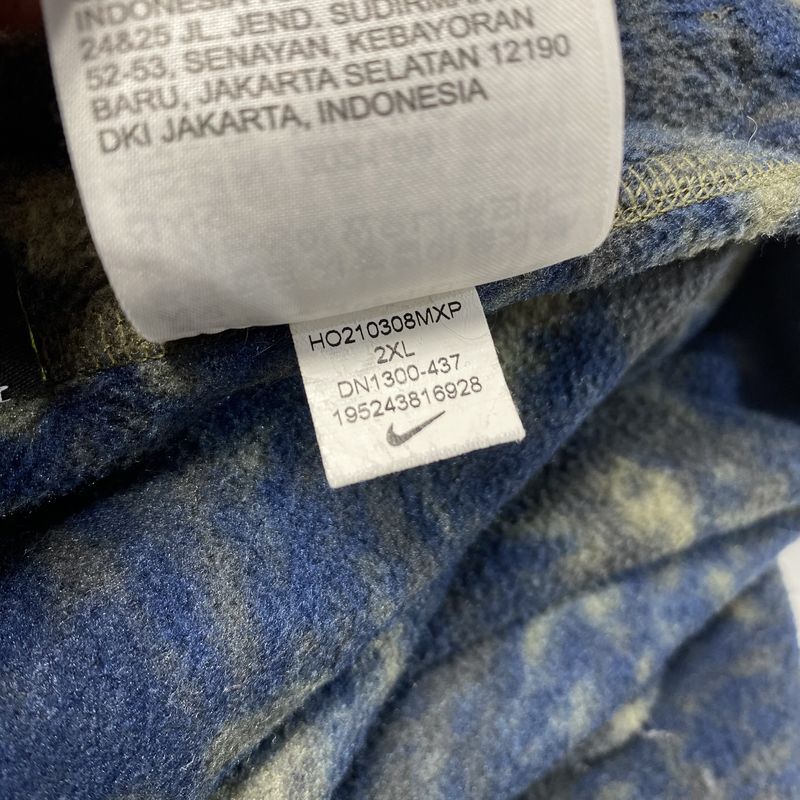 INDONESIA
24&25 JL. JEND. SUDIRMAN
52-53, SENAYAN, KEBAYORAN
BARU, JAKARTA SELATAN 12190
DKI JAKARTA, INDONESIA
HO210308MXP
2XL
DN1300-437
195243816928